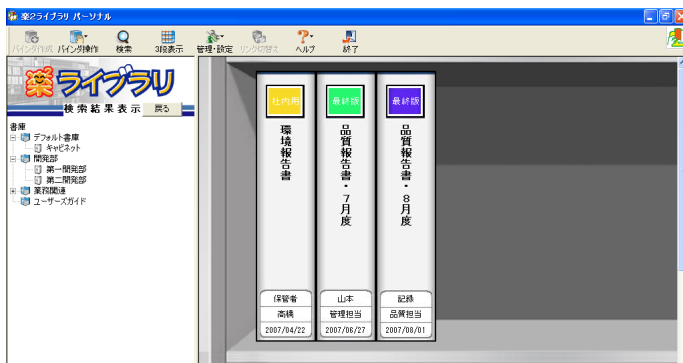 楽2ライブラリ パーソナル
バインダ作成 バインダ操作 検索 3段表示 管理・設定 リンク切替え ヘルプ 終了
楽 ライブラリ
検索結果表示 戻る
書庫
デフォルト書庫
キャビネット
開発部
第一開発部
第二開発部
業務関連
ユーザーズガイド
社内用
環境報告書
保管者
高橋
2007/04/22
最終版
品質報告書・7月度
山本
管理担当
2007/08/27
最終版
品質報告書・8月度
記録
品質担当
2007/08/01